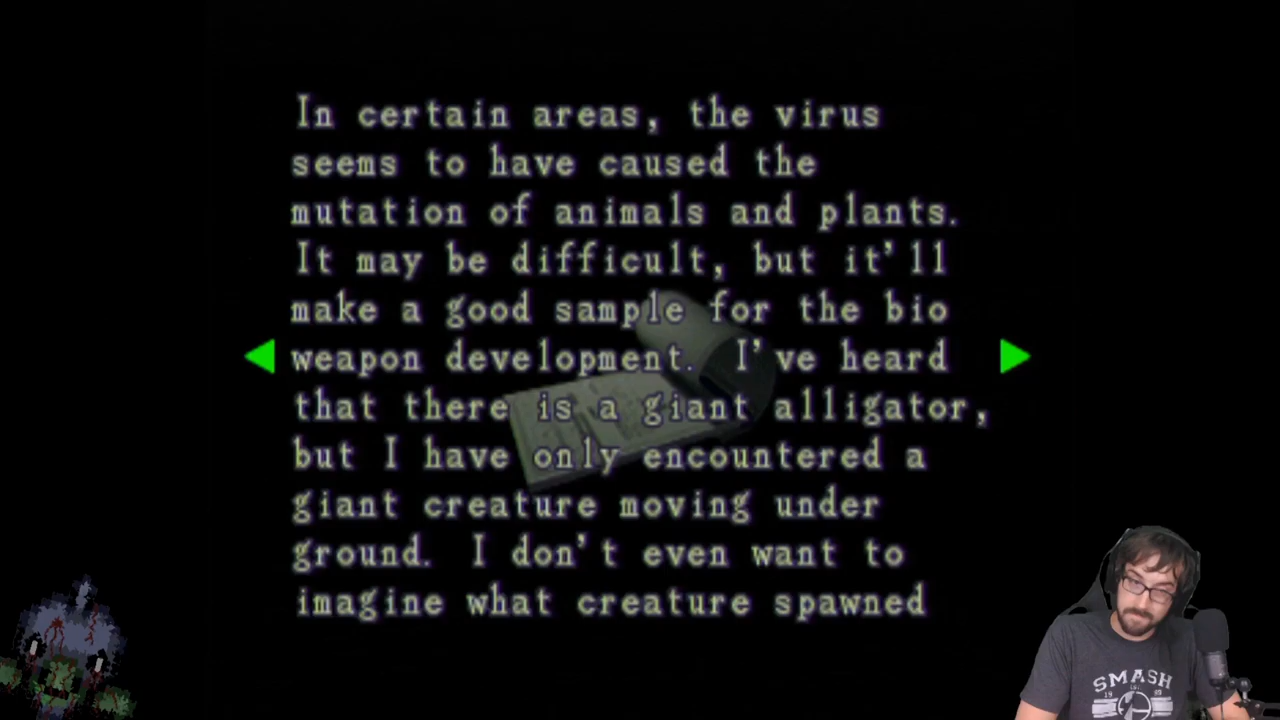 In certain areas, the virus
seems to have caused the
mutation of animals and plants.
It may be difficult, but it'll
make a good sample for the bio
weapon development. I've heard
that there is a giant alligator,
but I have only encountered a
giant creature moving under
ground. I don't even want to
imagine what creature spawned
SMASH
19 99